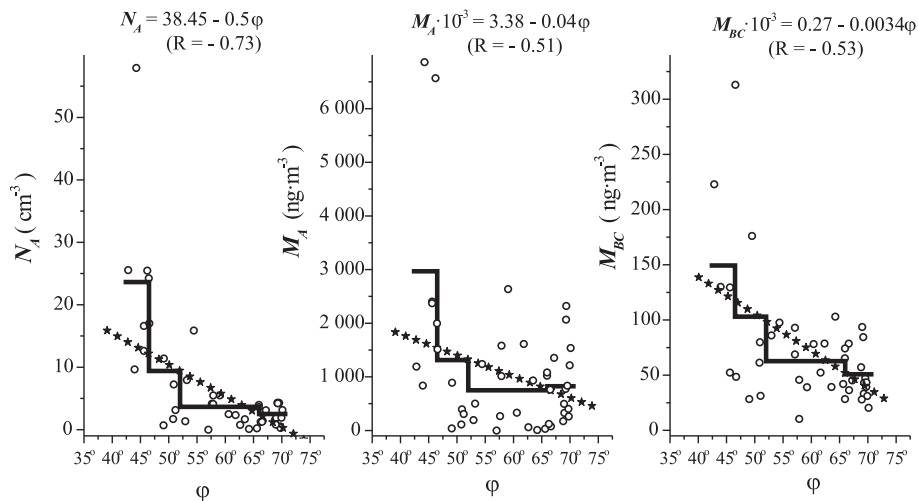 N_A = 38.45 - 0.5φ
(R = - 0.73)
N_A ( cm⁻³ )
50
40
30
25
20
15
10
5
0
35° 40° 45° 50° 55° 60° 65° 70° 75°
φ
M_A·10⁻³ = 3.38 - 0.04φ
(R = - 0.51)
M_A (ng·m⁻³)
6 000
5 000
4 000
3 000
2 000
1 000
0
35° 40° 45° 50° 55° 60° 65° 70° 75°
φ
M_BC·10⁻³ = 0.27 - 0.0034φ
(R = - 0.53)
M_BC ( ng·m⁻³)
300
250
200
150
100
50
0
35° 40° 45° 50° 55° 60° 65° 70° 75°
φ